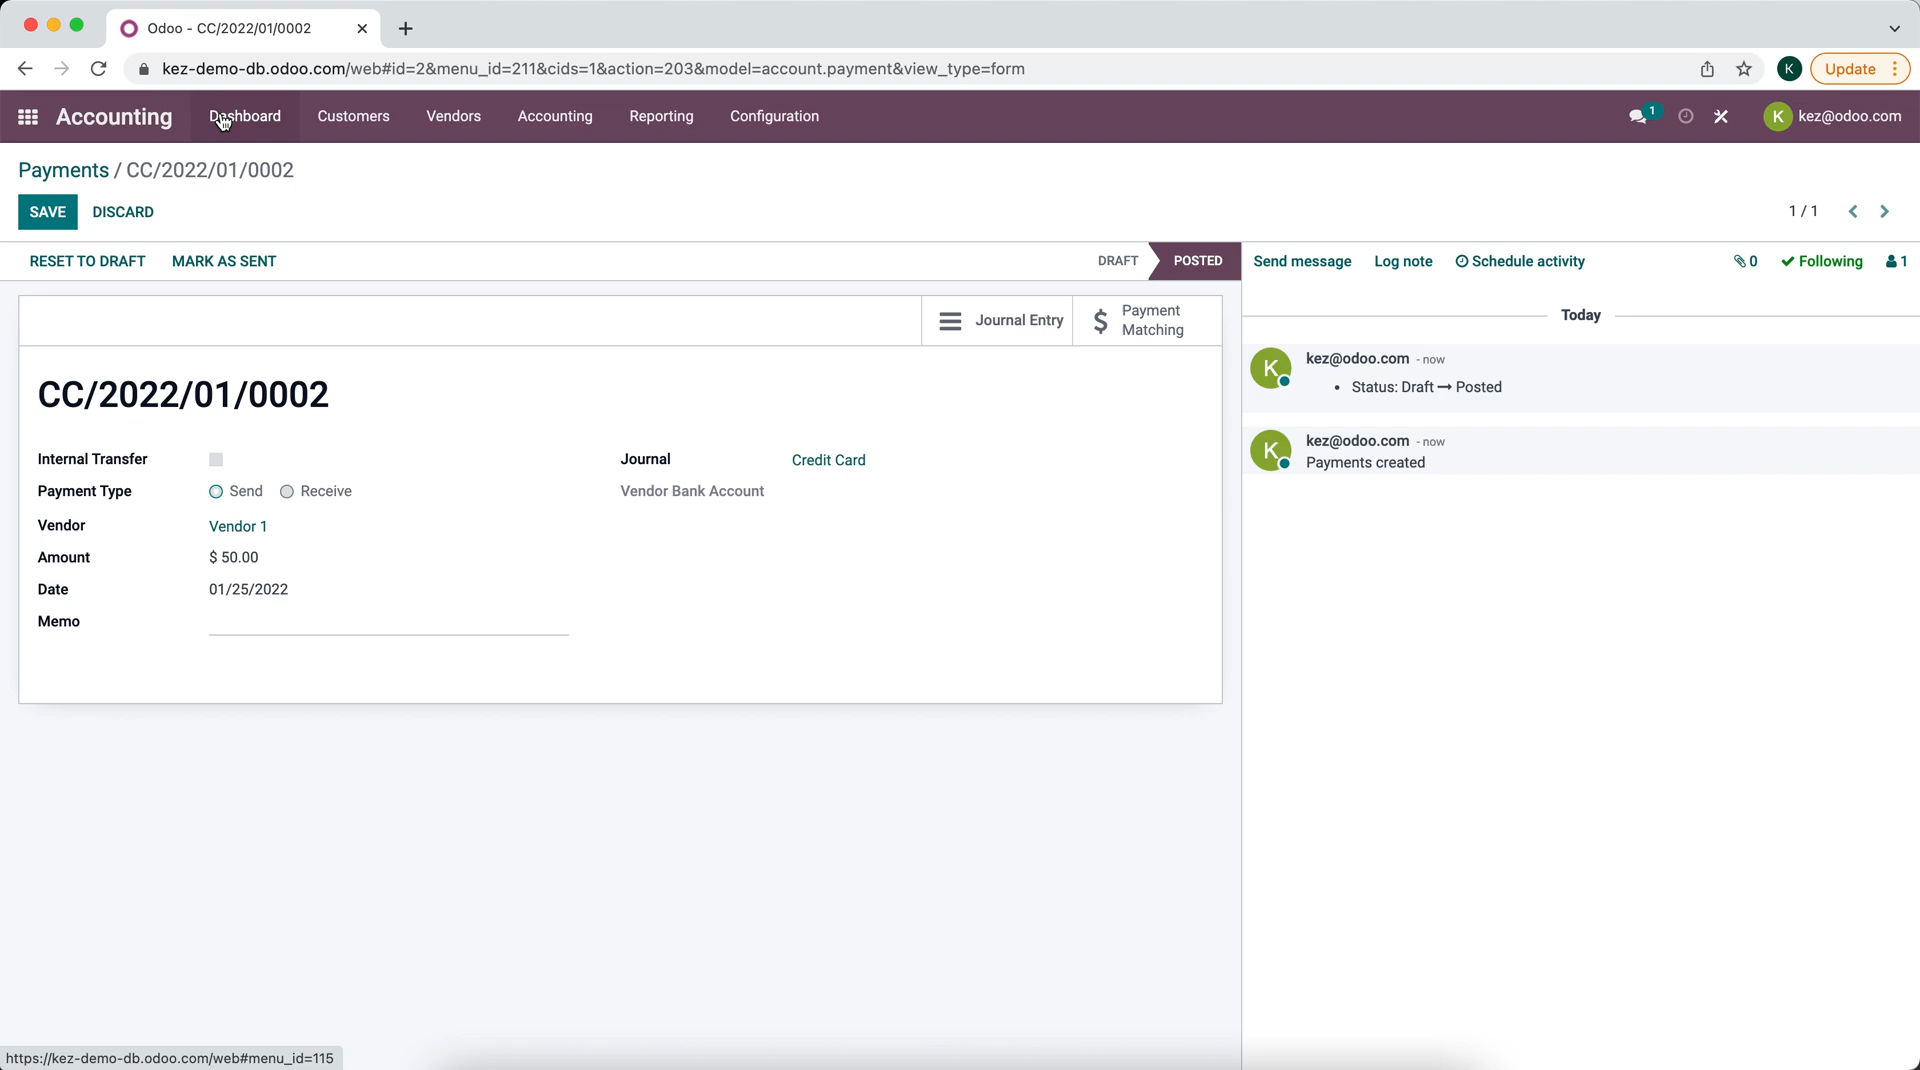 Odoo - CC/2022/01/0002
kez-demo-db.odoo.com/web#id=2&menu_id=211&cids=1&action=203&model=account.payment&view_type=form
K
Update
Accounting
Dashboard
Customers
Vendors
Accounting
Reporting
Configuration
1
K
kez@odoo.com
Payments / CC/2022/01/0002
SAVE
DISCARD
1 / 1
RESET TO DRAFT
MARK AS SENT
DRAFT
POSTED
Send message
Log note
Schedule activity
0
Following
1
Journal Entry
$
Payment
Matching
Today
CC/2022/01/0002
K
kez@odoo.com - now
• Status: Draft → Posted
K
kez@odoo.com - now
Payments created
Internal Transfer
Journal
Credit Card
Payment Type
Send
Receive
Vendor Bank Account
Vendor
Vendor 1
Amount
$ 50.00
Date
01/25/2022
Memo
https://kez-demo-db.odoo.com/web#menu_id=115